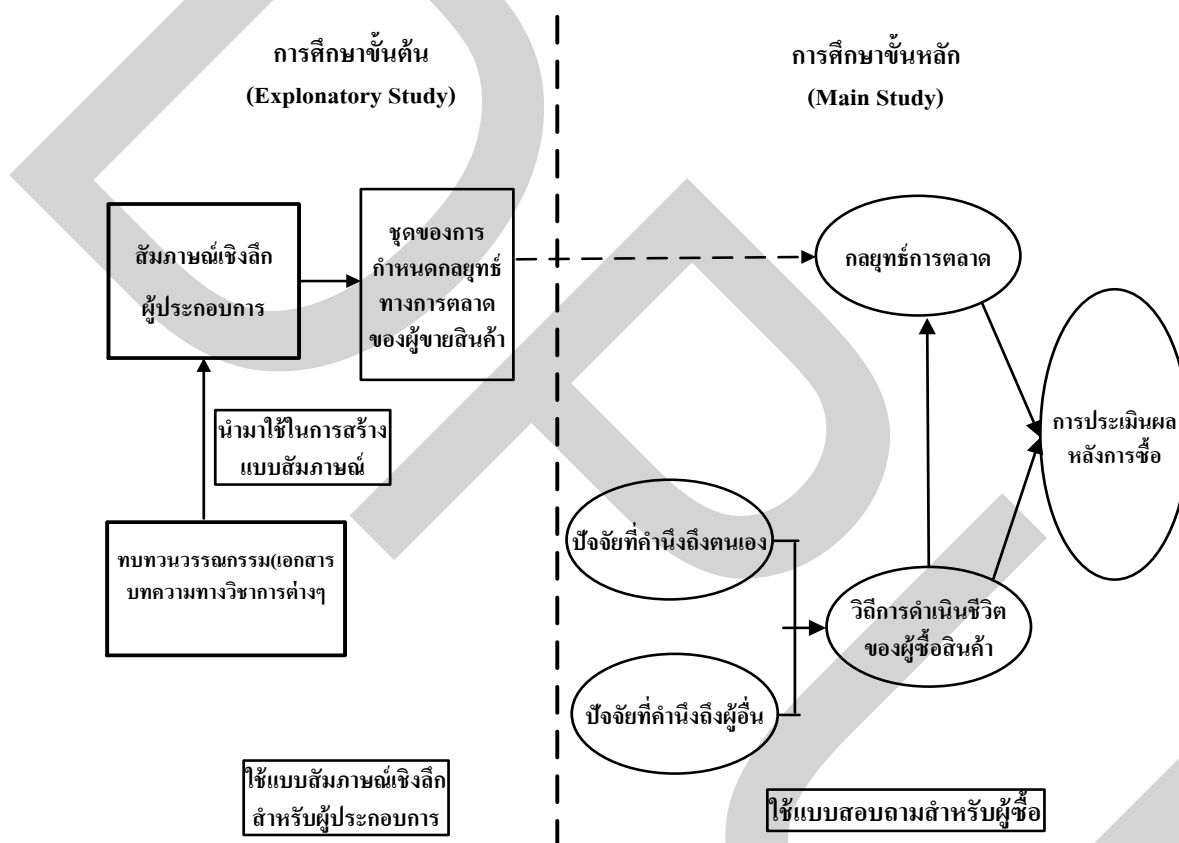 การศึกษาขั้นต้น
(Explonatory Study)
สัมภาษณ์เชิงลึก
ผู้ประกอบการ
ชุดของการ
กำหนดกลยุทธ์
ทางการตลาด
ของผู้ขายสินค้า
นำมาใช้ในการสร้าง
แบบสัมภาษณ์
ทบทวนวรรณกรรม(เอกสาร
บทความทางวิชาการต่างๆ
ใช้แบบสัมภาษณ์เชิงลึก
สำหรับผู้ประกอบการ
การศึกษาขั้นหลัก
(Main Study)
กลยุทธ์การตลาด
การประเมินผล
หลังการซื้อ
ปัจจัยที่คำนึงถึงตนเอง
วิถีการดำเนินชีวิต
ของผู้ซื้อสินค้า
ปัจจัยที่คำนึงถึงผู้อื่น
ใช้แบบสอบถามสำหรับผู้ซื้อ